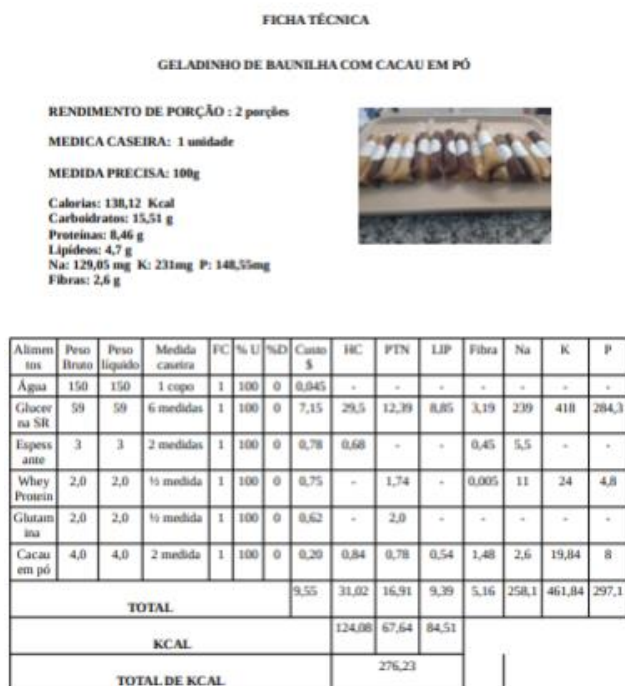 FICHA TÉCNICA
GELADINHO DE BAUNILHA COM CACAU EM PÓ
RENDIMENTO DE PORÇÃO : 2 porções
MEDICA CASEIRA: 1 unidade
MEDIDA PRECISA: 100g
Calorias: 138,12 Kcal
Carboidratos: 15,51 g
Proteínas: 8,46 g
Lipídeos: 4,7 g
Na: 129,05 mg K: 231mg P: 148,55mg
Fibras: 2,6 g
Alimen tos Peso Bruto Peso líquido Medida caseira FC % U %D Custo $ HC PTN LIP Fibra Na K P
Água 150 150 1 copo 1 100 0 0,045 - - - - - - -
Glucer na SR 59 59 6 medidas 1 100 0 7,15 29,5 12,39 8,85 3,19 239 418 284,3
Espess ante 3 3 2 medidas 1 100 0 0,78 0,68 - - 0,45 5,5 - -
Whey Protein 2,0 2,0 ½ medida 1 100 0 0,75 - 1,74 - 0,005 11 24 4,8
Glutam ina 2,0 2,0 ½ medida 1 100 0 0,62 - 2,0 - - - - -
Cacau em pó 4,0 4,0 2 medida 1 100 0 0,20 0,84 0,78 0,54 1,48 2,6 19,84 8
TOTAL 9,55 31,02 16,91 9,39 5,16 258,1 461,84 297,1
KCAL 124,08 67,64 84,51
TOTAL DE KCAL 276,23